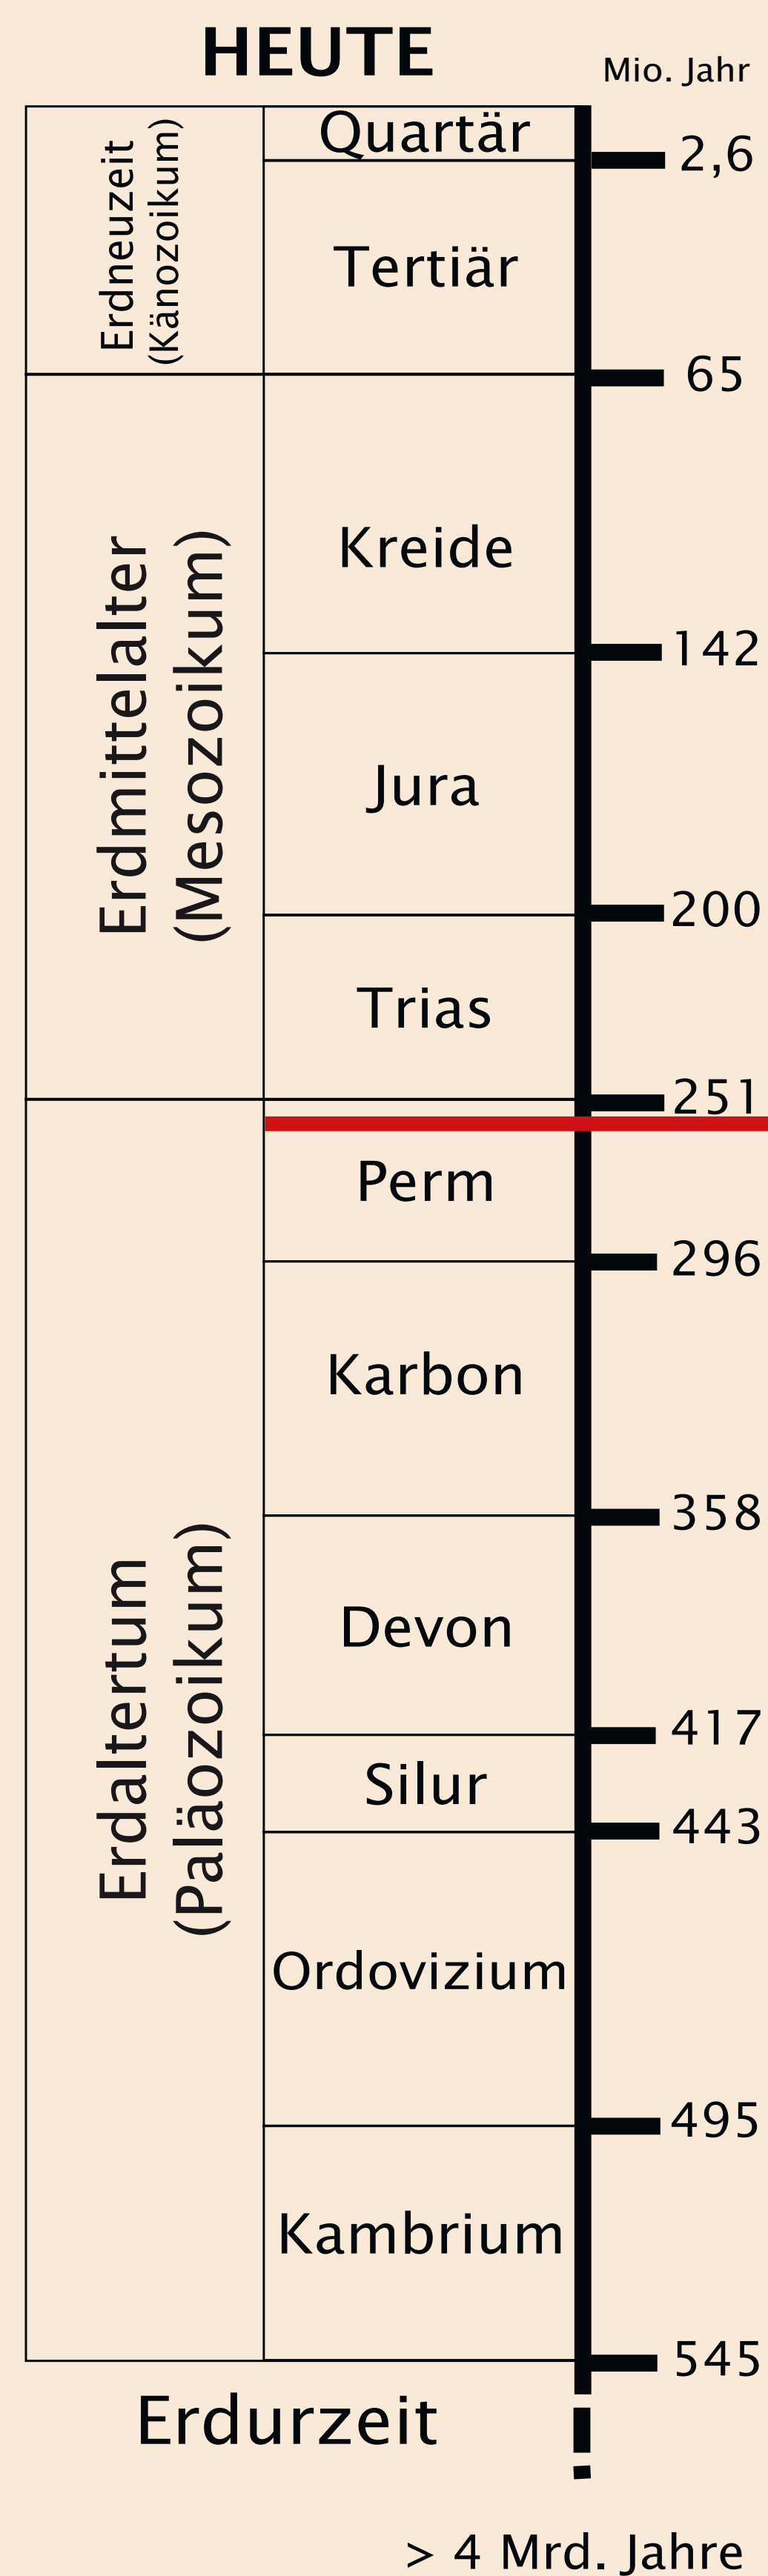 HEUTE
Mio. Jahr
Quartär
2,6
Erdneuzeit
(Känozoikum)
Tertiär
65
Erdmittelalter
(Mesozoikum)
Kreide
142
Jura
200
Trias
251
Erdaltertum
(Paläozoikum)
Perm
296
Karbon
358
Devon
417
Silur
443
Ordovizium
495
Kambrium
545
Erdurzeit
> 4 Mrd. Jahre